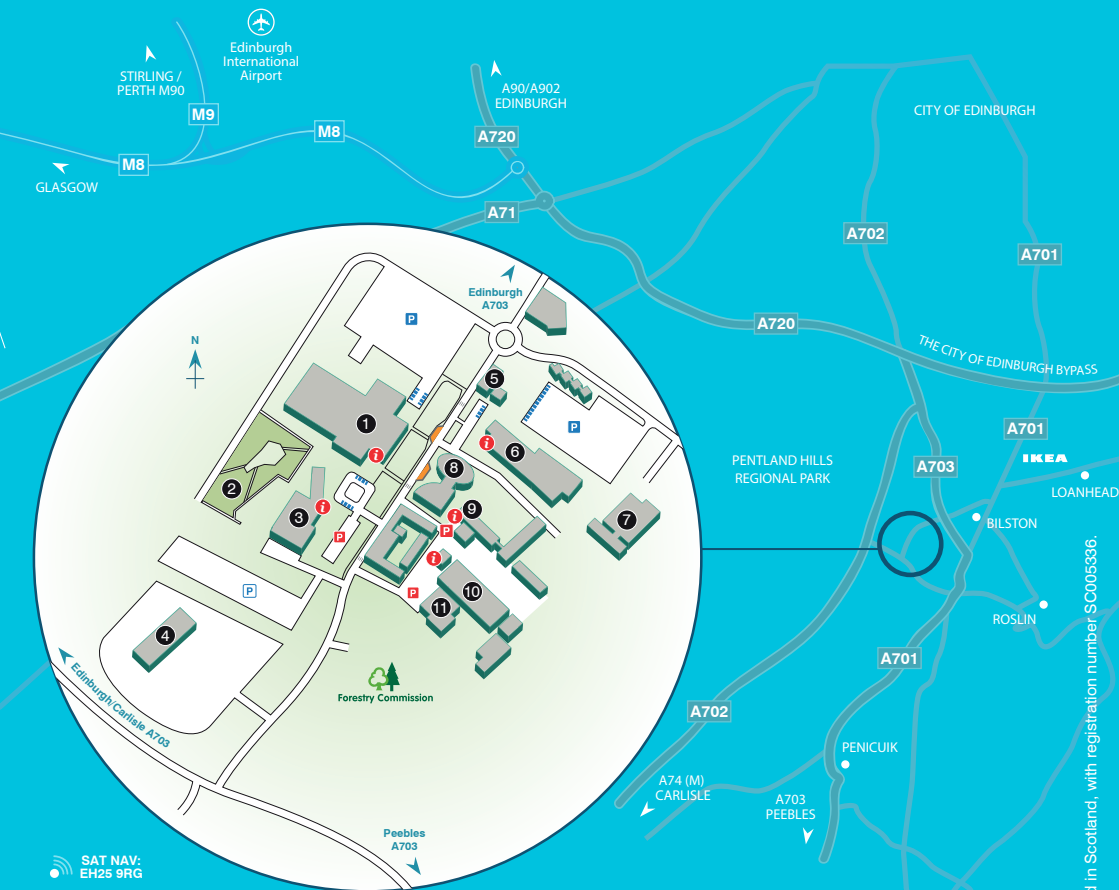 Edinburgh
International
Airport
STIRLING /
PERTH M90
M9
M8
M8
GLASGOW
A90/A902
EDINBURGH
A720
A71
CITY OF EDINBURGH
A702
A701
A720
THE CITY OF EDINBURGH BYPASS
A701
IKEA
LOANHEAD
A703
PENTLAND HILLS
REGIONAL PARK
BILSTON
ROSLIN
A701
A702
PENICUIK
A74 (M)
CARLISLE
A703
PEEBLES
Edinburgh
A703
N
P
5
1
i
i
6
P
8
2
3
i
9
i
P
P
7
i
10
P
11
P
4
Forestry Commission
Edinburgh/Carlisle A703
Peebles
A703
SAT NAV:
EH25 9RG
d in Scotland, with registration number SC005336.